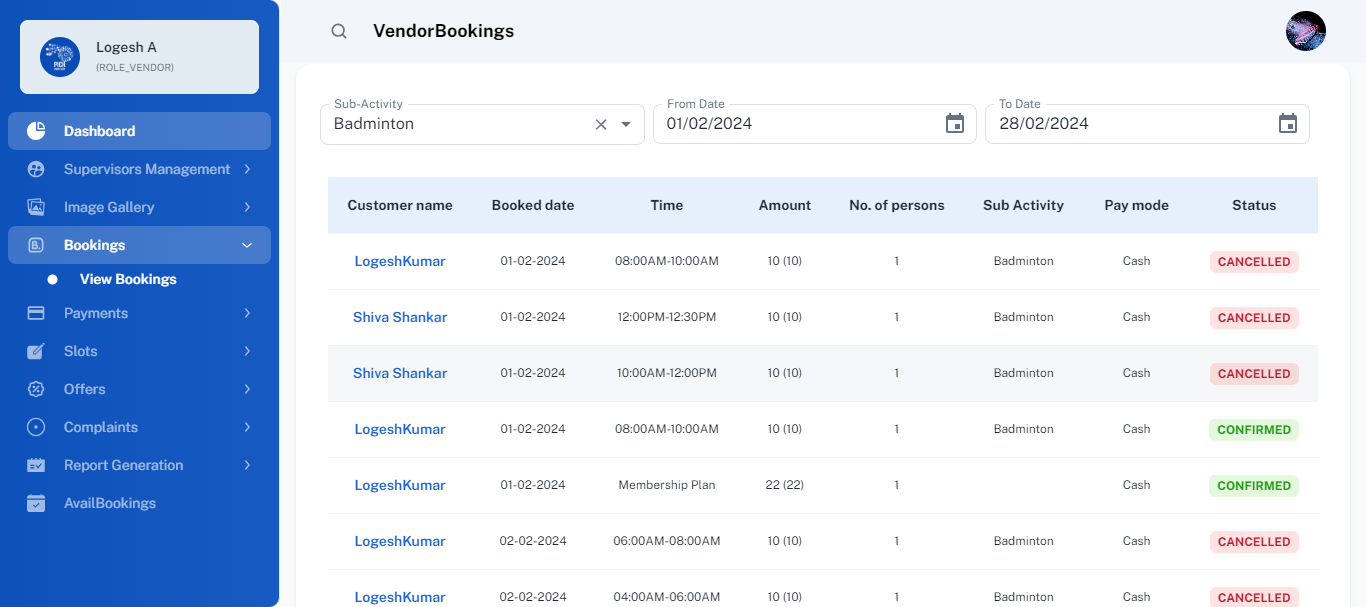 Logesh A
(ROLE_VENDOR)
Dashboard
Supervisors Management
Image Gallery
Bookings
View Bookings
Payments
Slots
Offers
Complaints
Report Generation
AvailBookings
VendorBookings
Sub-Activity From Date To Date
Badminton 01/02/2024 28/02/2024
Customer name Booked date Time Amount No. of persons Sub Activity Pay mode Status
LogeshKumar 01-02-2024 08:00AM-10:00AM 10 (10) 1 Badminton Cash CANCELLED
Shiva Shankar 01-02-2024 12:00PM-12:30PM 10 (10) 1 Badminton Cash CANCELLED
Shiva Shankar 01-02-2024 10:00AM-12:00PM 10 (10) 1 Badminton Cash CANCELLED
LogeshKumar 01-02-2024 08:00AM-10:00AM 10 (10) 1 Badminton Cash CONFIRMED
LogeshKumar 01-02-2024 Membership Plan 22 (22) 1 Cash CONFIRMED
LogeshKumar 02-02-2024 06:00AM-08:00AM 10 (10) 1 Badminton Cash CANCELLED
LogeshKumar 02-02-2024 04:00AM-06:00AM 10 (10) 1 Badminton Cash CANCELLED